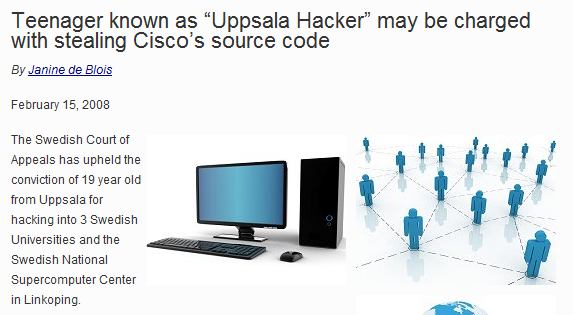 Teenager known as “Uppsala Hacker” may be charged
with stealing Cisco’s source code
By Janine de Blois
February 15, 2008
The Swedish Court of
Appeals has upheld the
conviction of 19 year old
from Uppsala for
hacking into 3 Swedish
Universities and the
Swedish National
Supercomputer Center
in Linkoping.